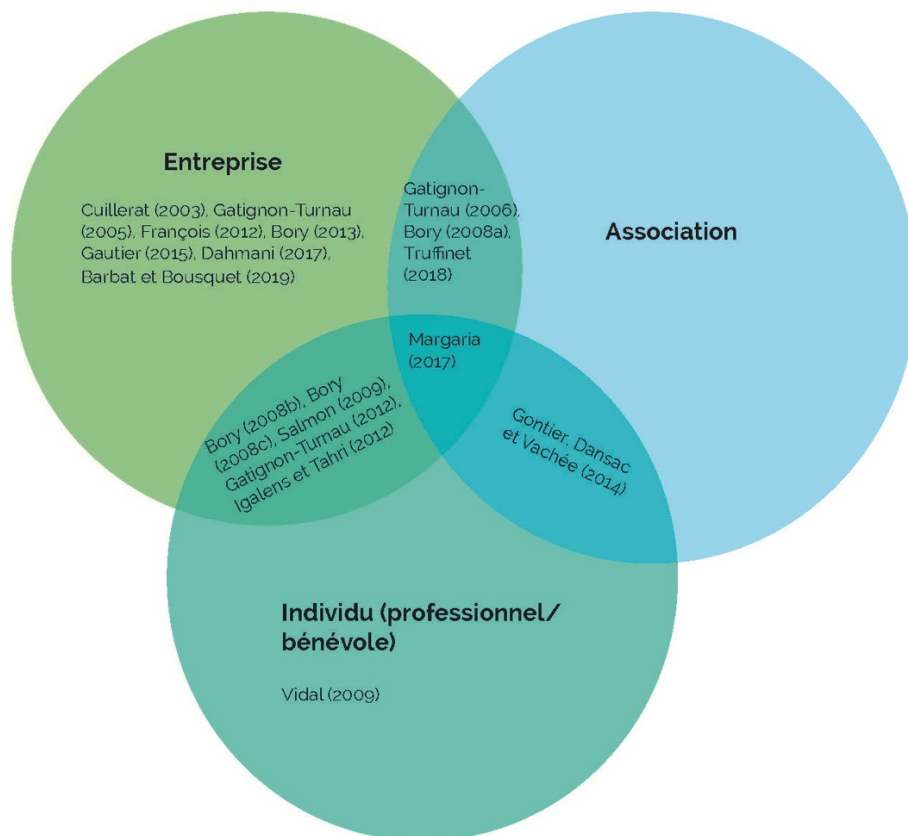 Entreprise
Cuillerat (2003), Gatignon-Turnau
(2005), François (2012), Bory (2013),
Gautier (2015), Dahmani (2017),
Barbat et Bousquet (2019)
Gatignon-
Turnau (2006),
Bory (2008a),
Truffinet
(2018)
Association
Margaria
(2017)
Bory (2008b), Bory
(2008c), Salmon (2009),
Gatignon-Turnau (2012),
Igalens et Tahri (2012)
Gontier, Dansac
et Vachée (2014)
Individu (professionnel/
bénévole)
Vidal (2009)